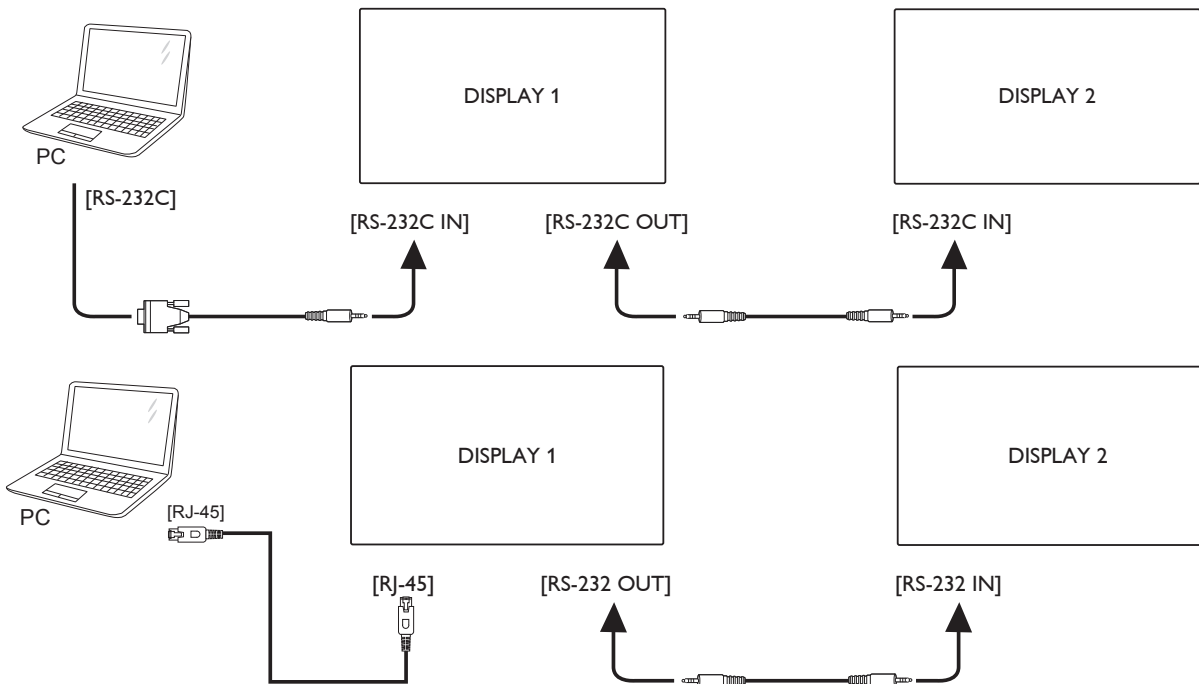 DISPLAY 1
DISPLAY 2
PC
[RS-232C]
[RS-232C IN]
[RS-232C OUT]
[RS-232C IN]
DISPLAY 1
DISPLAY 2
PC
[RJ-45]
[RJ-45]
[RS-232 OUT]
[RS-232 IN]